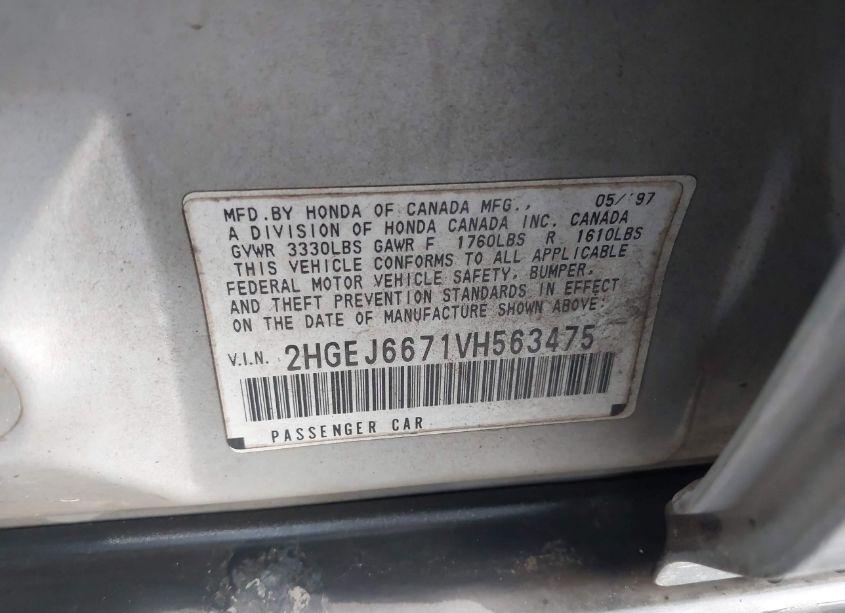 MFD.BY HONDA OF CANADA MFG., 05/'97
A DIVISION OF HONDA CANADA INC. CANADA
GVWR 3330LBS GAWR F 1760LBS R 1610LBS
THIS VEHICLE CONFORMS TO ALL APPLICABLE
FEDERAL MOTOR VEHICLE SAFETY, BUMPER,
AND THEFT PREVENTION STANDARDS IN EFFECT
ON THE DATE OF MANUFACTURE SHOWN ABOVE:
V.I.N. 2HGEJ6671VH563475
PASSENGER CAR